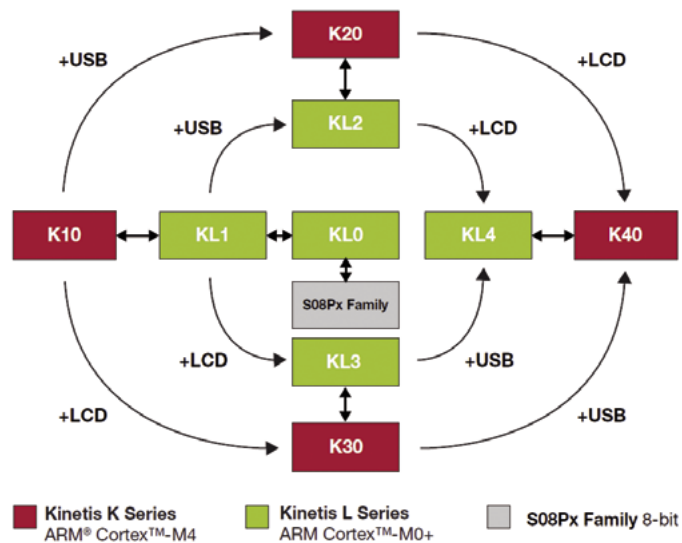 K20
+USB
+LCD
KL2
+USB
+LCD
K10
KL1
KL0
KL4
K40
S08Px Family
+LCD
KL3
+USB
+LCD
+USB
K30
Kinetis K Series
ARM® Cortex™-M4
Kinetis L Series
ARM Cortex™-M0+
S08Px Family 8-bit